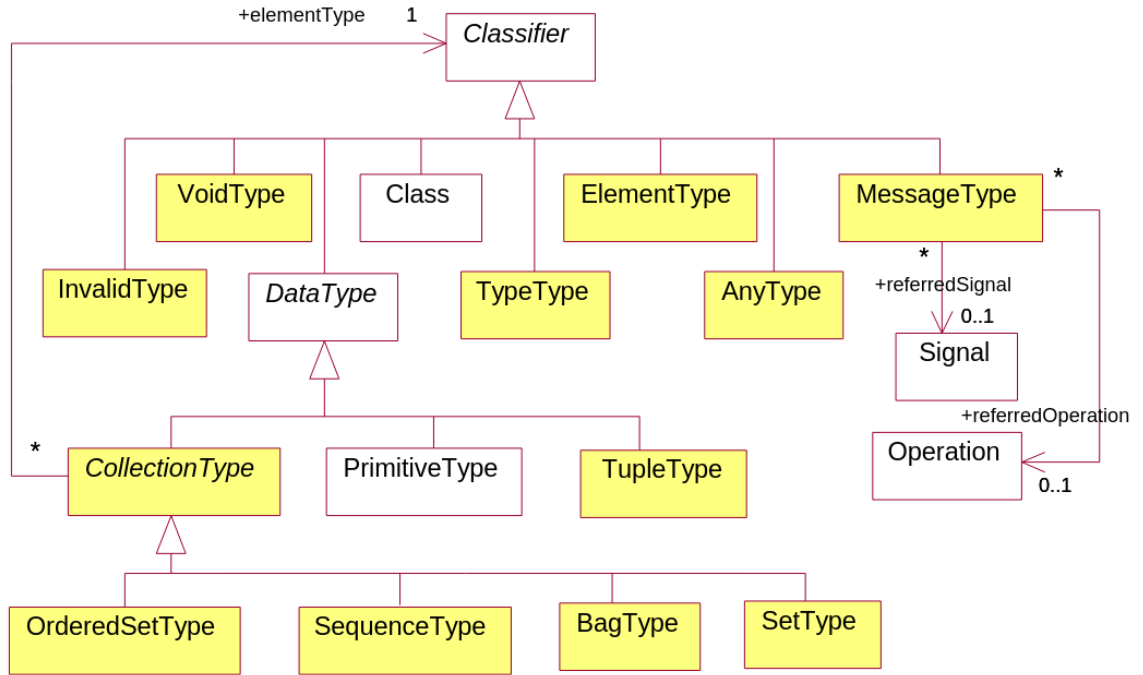 +elementType
1
Classifier
VoidType
Class
ElementType
MessageType
*
InvalidType
DataType
TypeType
AnyType
*
+referredSignal
0..1
Signal
+referredOperation
*
CollectionType
PrimitiveType
TupleType
Operation
0..1
OrderedSetType
SequenceType
BagType
SetType